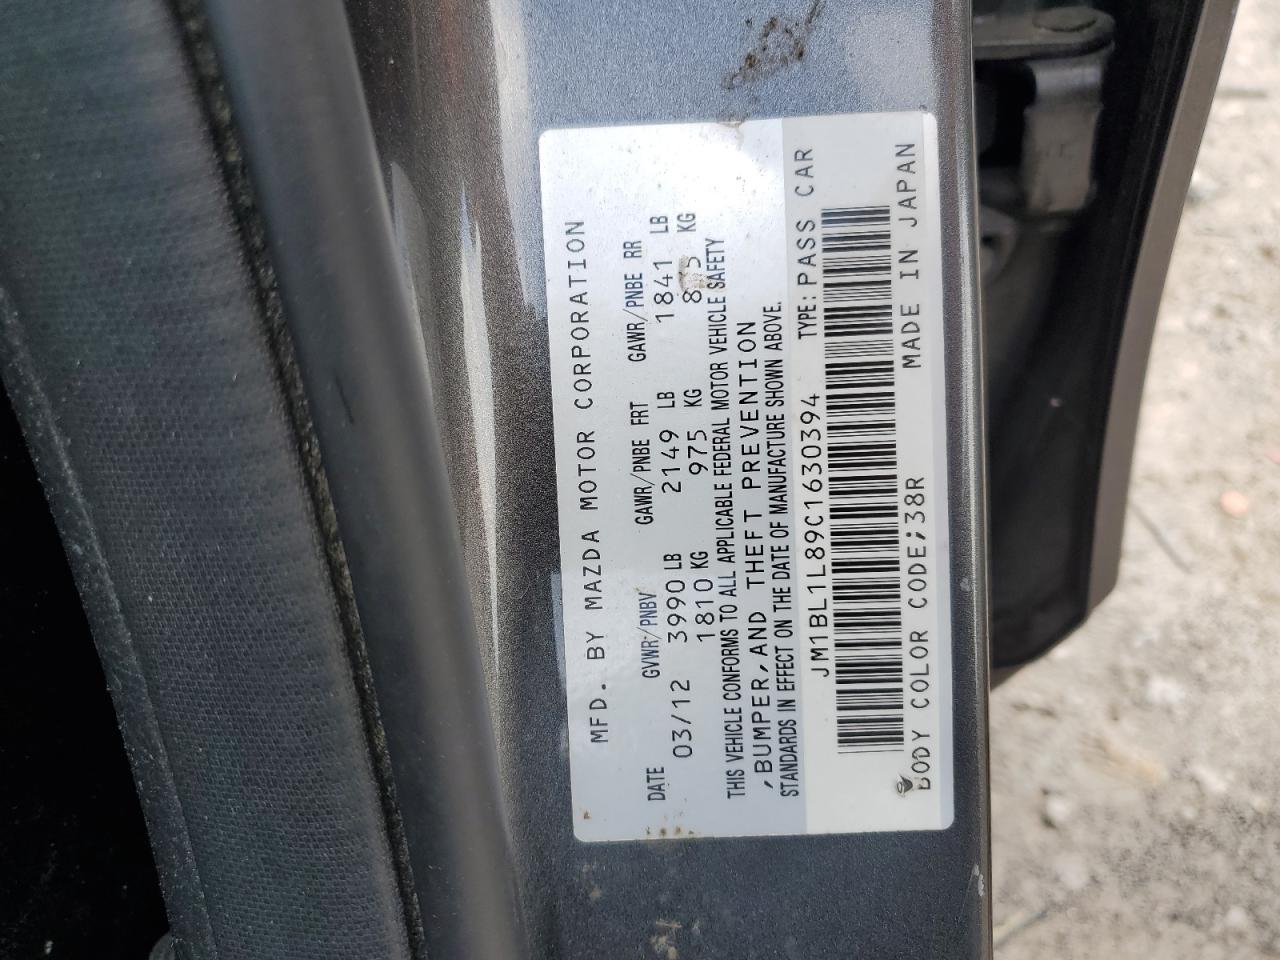 MFD. BY MAZDA MOTOR CORPORATION
DATE GVWR/PNBV GAWR/PNBE FRT GAWR/PNBE RR
03/12 3990 LB 2149 LB 1841 LB
1810 KG 975 KG 835 KG
THIS VEHICLE CONFORMS TO ALL APPLICABLE FEDERAL MOTOR VEHICLE SAFETY
,BUMPER,AND THEFT PREVENTION
STANDARDS IN EFFECT ON THE DATE OF MANUFACTURE SHOWN ABOVE.
JM1BL1L89C1630394 TYPE: PASS CAR
BODY COLOR CODE;38R MADE IN JAPAN